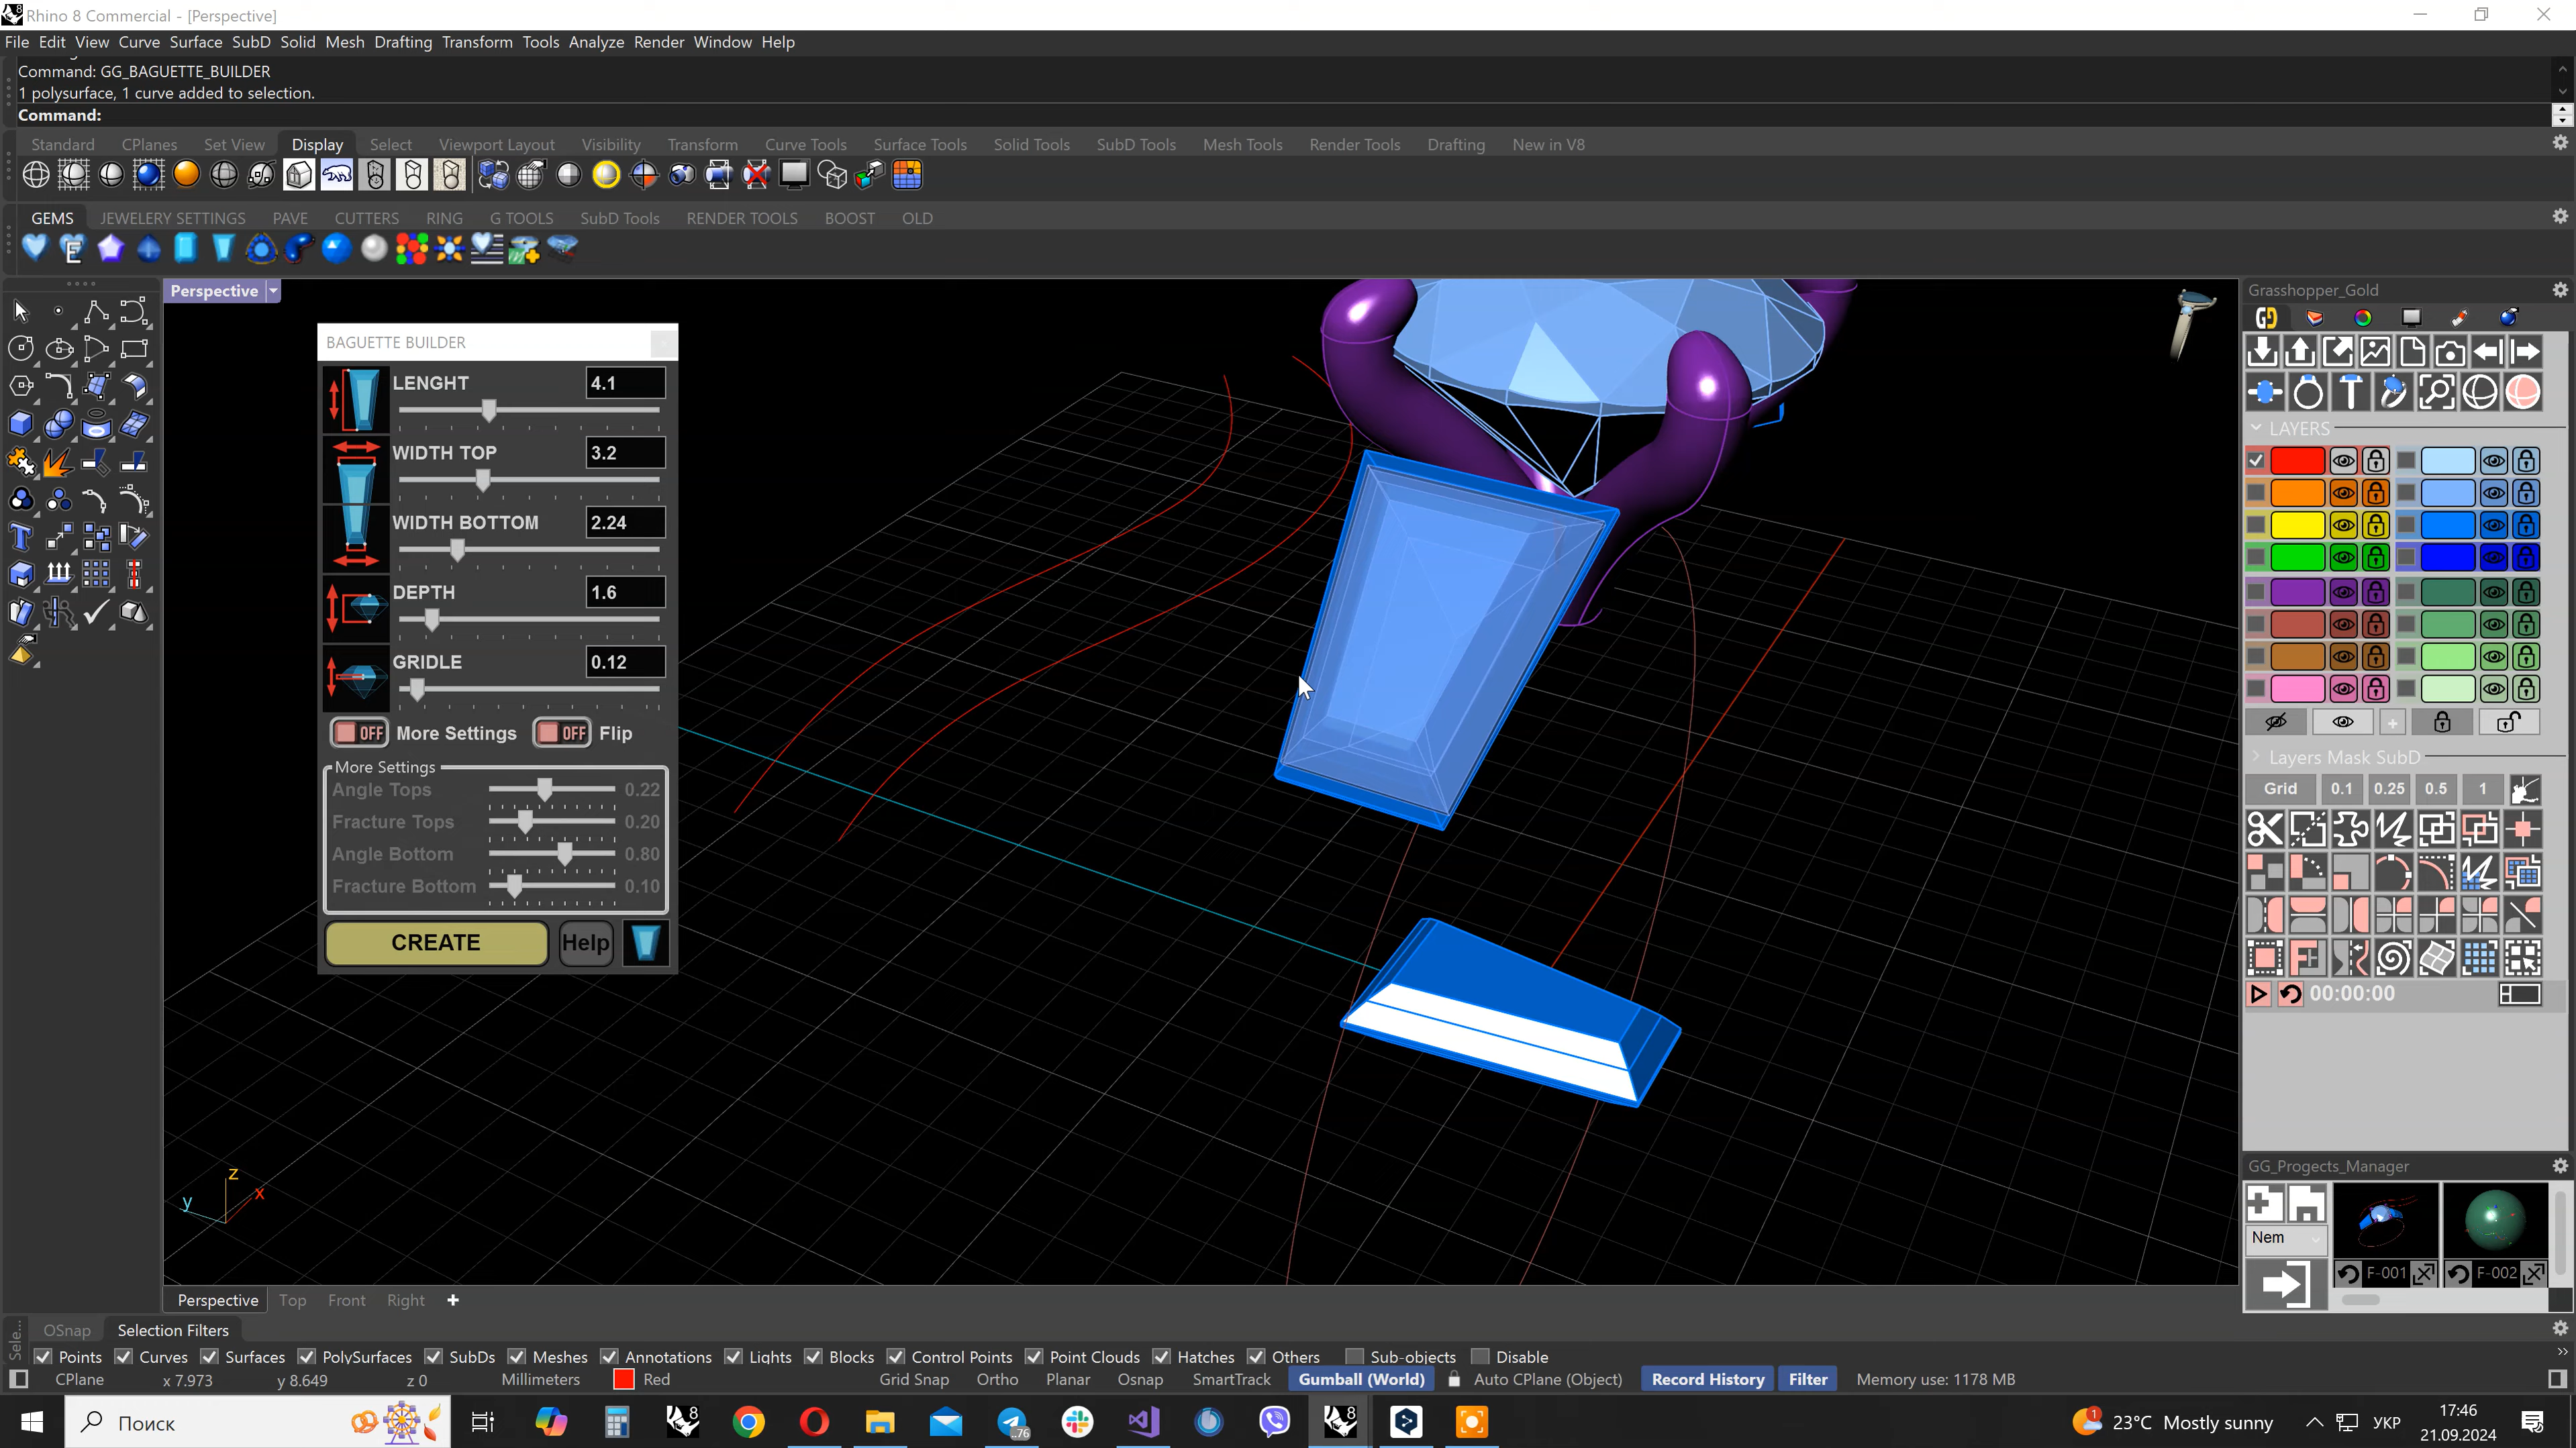 Rhino 8 Commercial - [Perspective]
File Edit View Curve Surface SubD Solid Mesh Drafting Transform Tools Analyze Render Window Help
Command: GG_BAGUETTE_BUILDER
1 polysurface, 1 curve added to selection.
Command:
Standard CPlanes Set View Display Select Viewport Layout Visibility Transform Curve Tools Surface Tools Solid Tools SubD Tools Mesh Tools Render Tools Drafting New in V8
GEMS JEWELERY SETTINGS PAVE CUTTERS RING G TOOLS SubD Tools RENDER TOOLS BOOST OLD
Perspective
BAGUETTE BUILDER
LENGHT 4.1
WIDTH TOP 3.2
WIDTH BOTTOM 2.24
DEPTH 1.6
GRIDLE 0.12
OFF More Settings OFF Flip
More Settings
Angle Tops 0.22
Fracture Tops 0.20
Angle Bottom 0.80
Fracture Bottom 0.10
CREATE Help
z
y x
Grasshopper_Gold
LAYERS
Layers Mask SubD
Grid 0.1 0.25 0.5 1
00:00:00
GG_Progects_Manager
Nem
F-001 F-002
Perspective Top Front Right
Sele...
OSnap Selection Filters
Points Curves Surfaces PolySurfaces SubDs Meshes Annotations Lights Blocks Control Points Point Clouds Hatches Others Sub-objects Disable
CPlane x 7.973 y 8.649 z 0 Millimeters Red Grid Snap Ortho Planar Osnap SmartTrack Gumball (World) Auto CPlane (Object) Record History Filter Memory use: 1178 MB
Поиск
..76
8
1
23°C Mostly sunny
УКР
17:46
21.09.2024